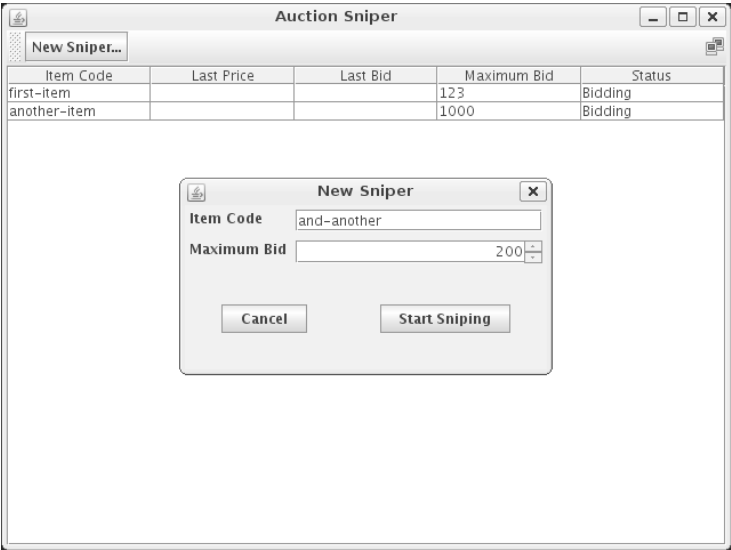 Auction Sniper
New Sniper...
Item Code Last Price Last Bid Maximum Bid Status
first-item 123 Bidding
another-item 1000 Bidding
New Sniper
Item Code and-another
Maximum Bid 200
Cancel Start Sniping